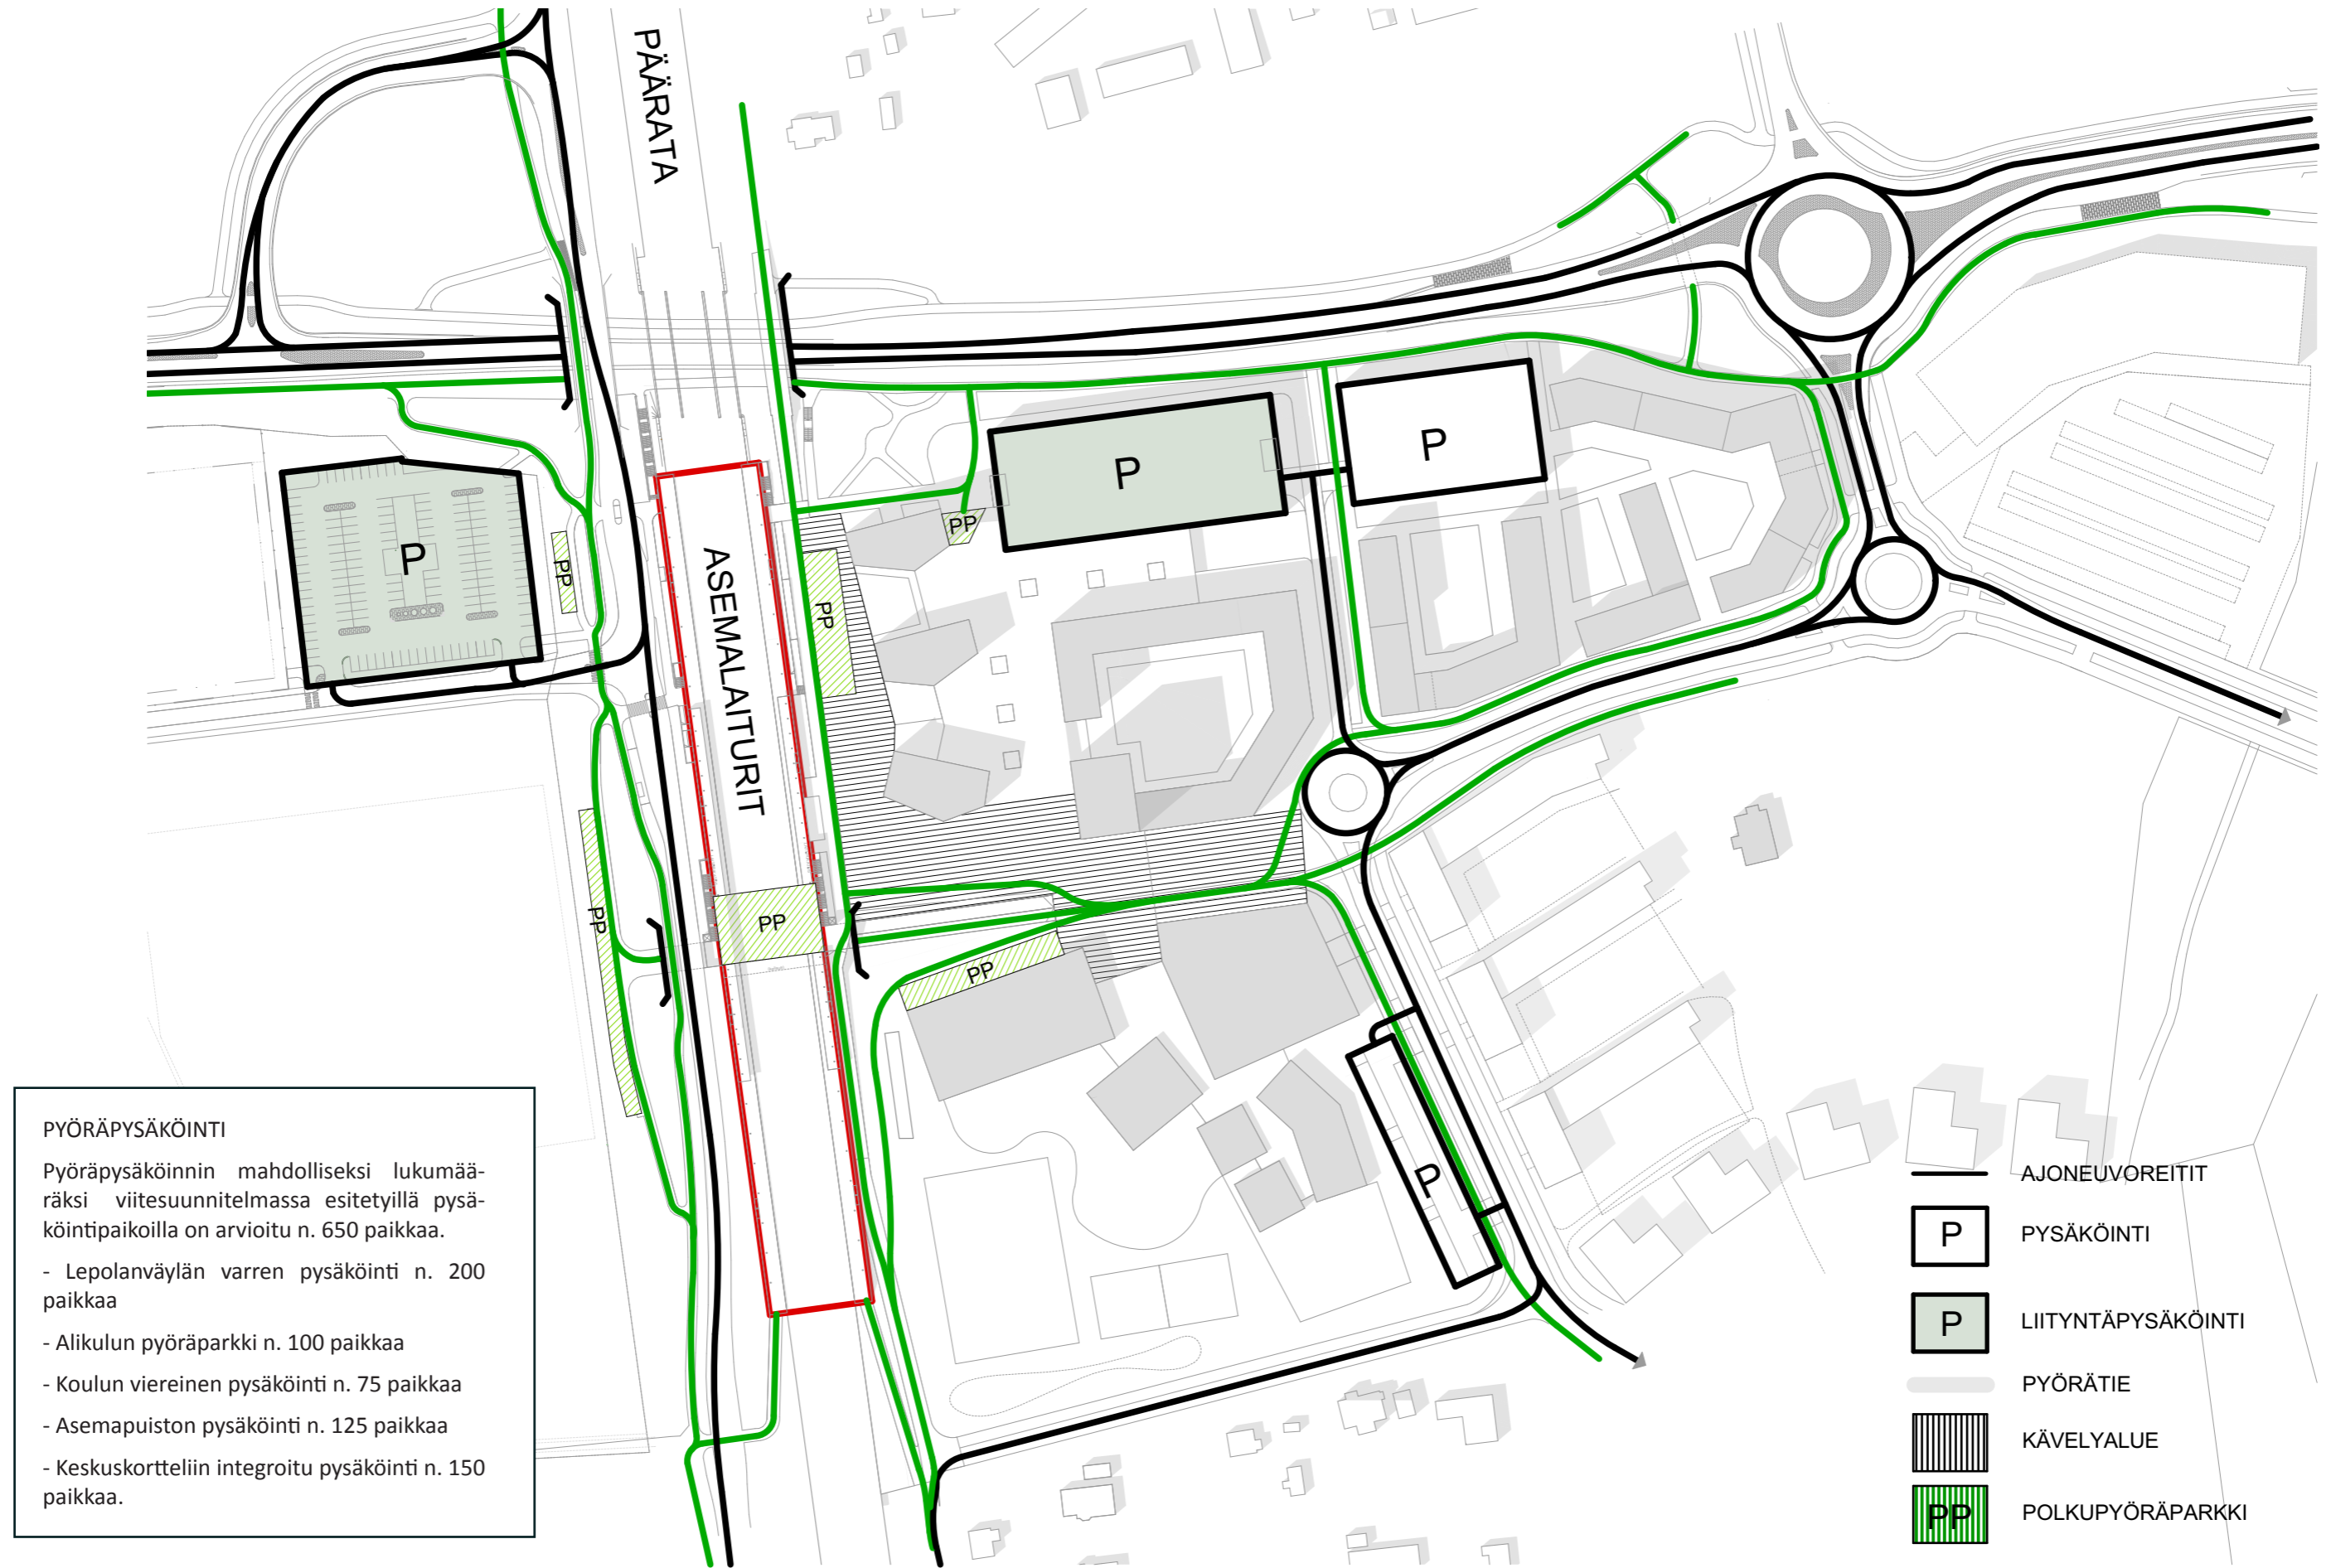 PÄÄRATA
P
P
P
PP
PP
PP
ASEMALAITURIT
PP
PP
PP
P
PYÖRÄPYSÄKÖINTI
Pyöräpysäköinnin mahdolliseksi lukumää-
räksi viitesuunnitelmassa esitetyillä pysä-
köintipaikoilla on arvioitu n. 650 paikkaa.
- Lepolanväylän varren pysäköinti n. 200
paikkaa
- Alikulun pyöräparkki n. 100 paikkaa
- Koulun viereinen pysäköinti n. 75 paikkaa
- Asemapuiston pysäköinti n. 125 paikkaa
- Keskuskortteliin integroitu pysäköinti n. 150
paikkaa.
AJONEUVOREITIT
P PYSÄKÖINTI
P LIITYNTÄPYSÄKÖINTI
PYÖRÄTIE
KÄVELYALUE
PP POLKUPYÖRÄPARKKI